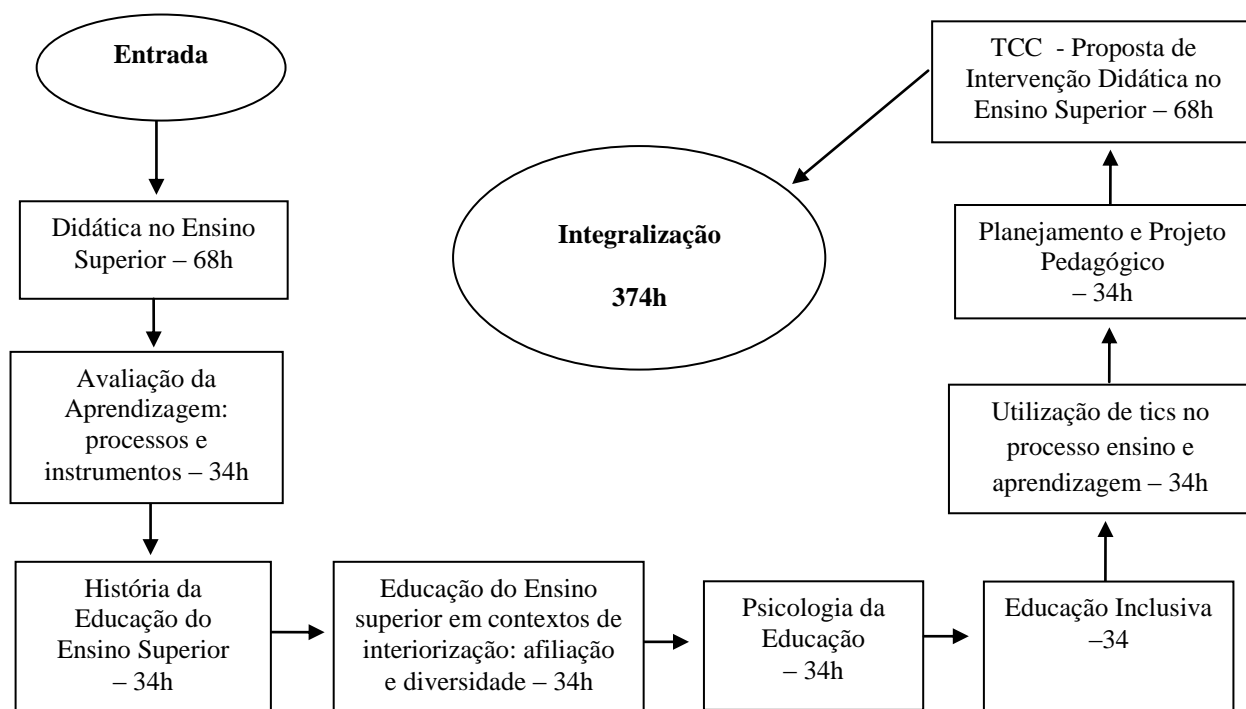 Entrada
Didática no Ensino
Superior – 68h
Avaliação da
Aprendizagem:
processos e
instrumentos – 34h
História da
Educação do
Ensino Superior
– 34h
Educação do Ensino
superior em contextos de
interiorização: afiliação
e diversidade – 34h
Psicologia da
Educação
– 34h
Educação Inclusiva
–34
Utilização de tics no
processo ensino e
aprendizagem – 34h
Planejamento e Projeto
Pedagógico
– 34h
TCC - Proposta de
Intervenção Didática no
Ensino Superior – 68h
Integralização
374h